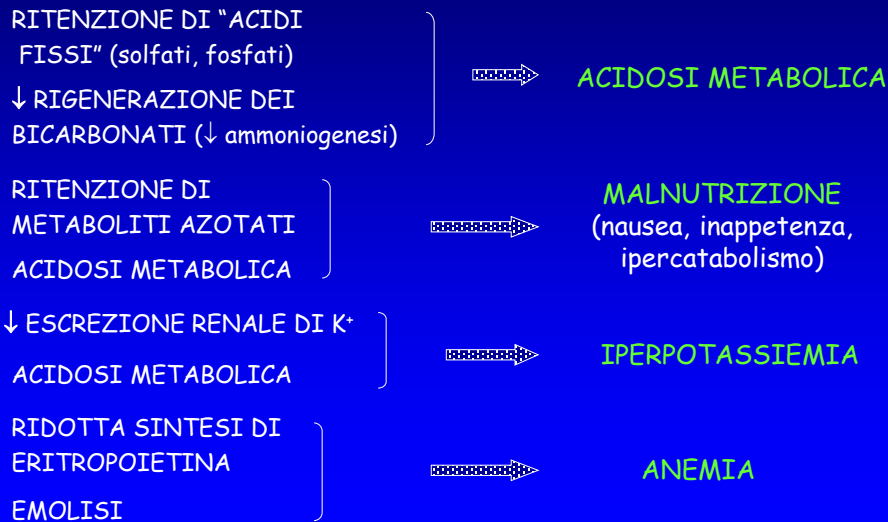 RITENZIONE DI “ACIDI
FISSI” (solfati, fosfati)
↓ RIGENERAZIONE DEI
BICARBONATI (↓ ammoniogenesi)
ACIDOSI METABOLICA
RITENZIONE DI
METABOLITI AZOTATI
ACIDOSI METABOLICA
MALNUTRIZIONE
(nausea, inappetenza,
ipercatabolismo)
↓ ESCREZIONE RENALE DI K⁺
ACIDOSI METABOLICA
IPERPOTASSIEMIA
RIDOTTA SINTESI DI
ERITROPOIETINA
EMOLISI
ANEMIA